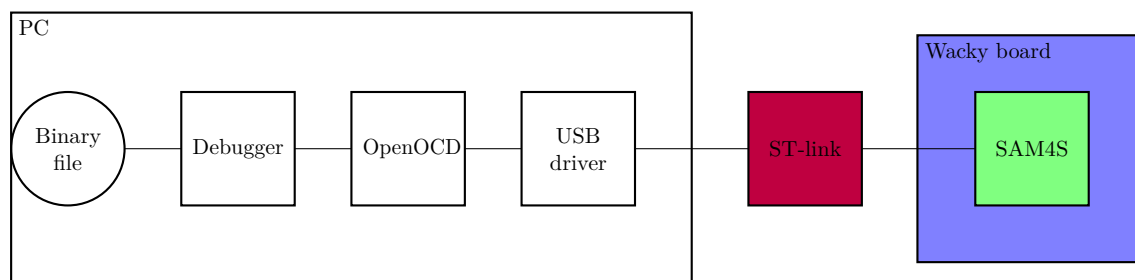 PC
Wacky board
Binary
file
Debugger
OpenOCD
USB
driver
ST-link
SAM4S